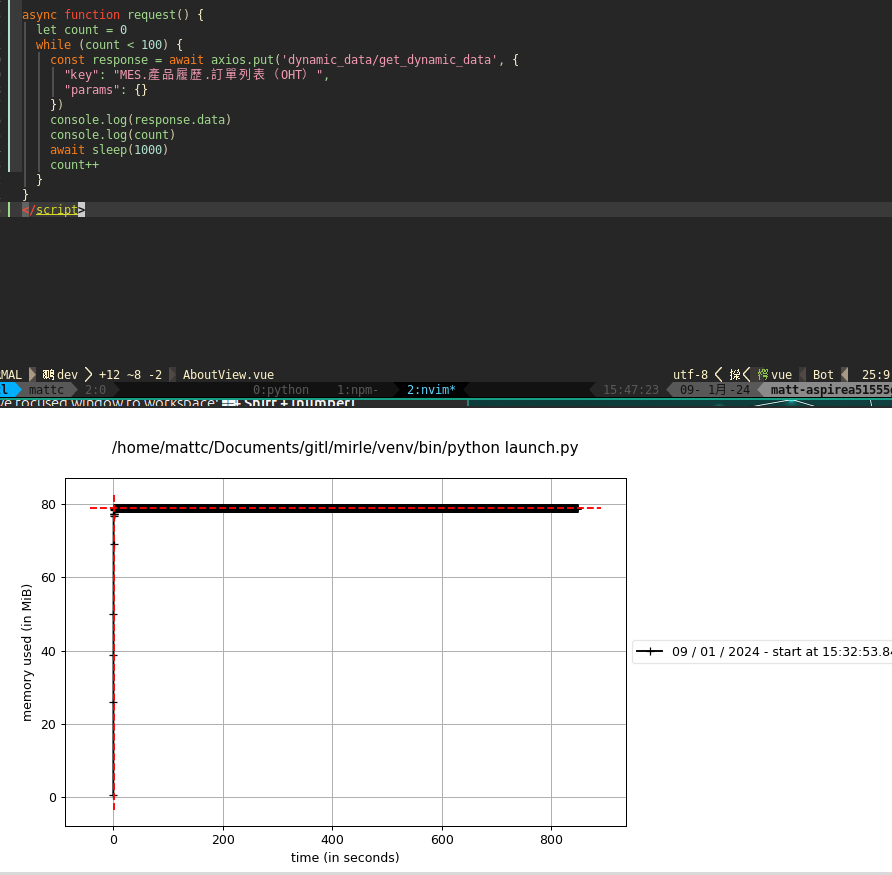 async function request() {
let count = 0
while (count < 100) {
const response = await axios.put('dynamic_data/get_dynamic_data', {
"key": "MES.產品履歷.訂單列表（OHT）",
"params": {}
})
console.log(response.data)
console.log(count)
await sleep(1000)
count++
}
}
</script>
MAL dev +12 ~8 -2 AboutView.vue utf-8 vue Bot 25:9
mattc 2:0 0:python 1:npm- 2:nvim* 15:47:23 09- 1月 -24 matt-aspirea51555
ve focused window to workspace: + Shift + [number]
/home/mattc/Documents/gitl/mirle/venv/bin/python launch.py
80
60
40
20
0
memory used (in MiB)
09 / 01 / 2024 - start at 15:32:53.84
0 200 400 600 800
time (in seconds)